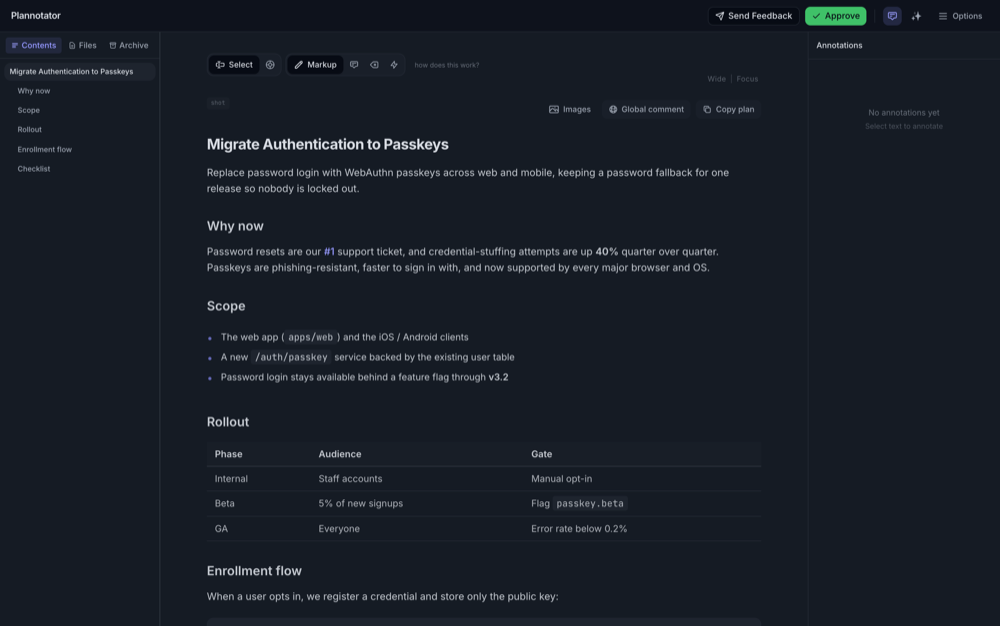 Plannotator
Send Feedback
Approve
Options
Contents
Files
Archive
Migrate Authentication to Passkeys
Why now
Scope
Rollout
Enrollment flow
Checklist
Select
Markup
how does this work?
Wide | Focus
shot
Images
Global comment
Copy plan
Migrate Authentication to Passkeys
Replace password login with WebAuthn passkeys across web and mobile, keeping a password fallback for one
release so nobody is locked out.
Why now
Password resets are our #1 support ticket, and credential-stuffing attempts are up 40% quarter over quarter.
Passkeys are phishing-resistant, faster to sign in with, and now supported by every major browser and OS.
Scope
• The web app ( apps/web ) and the iOS / Android clients
• A new /auth/passkey service backed by the existing user table
• Password login stays available behind a feature flag through v3.2
Rollout
Phase Audience Gate
Internal Staff accounts Manual opt-in
Beta 5% of new signups Flag passkey.beta
GA Everyone Error rate below 0.2%
Enrollment flow
When a user opts in, we register a credential and store only the public key:
Annotations
No annotations yet
Select text to annotate